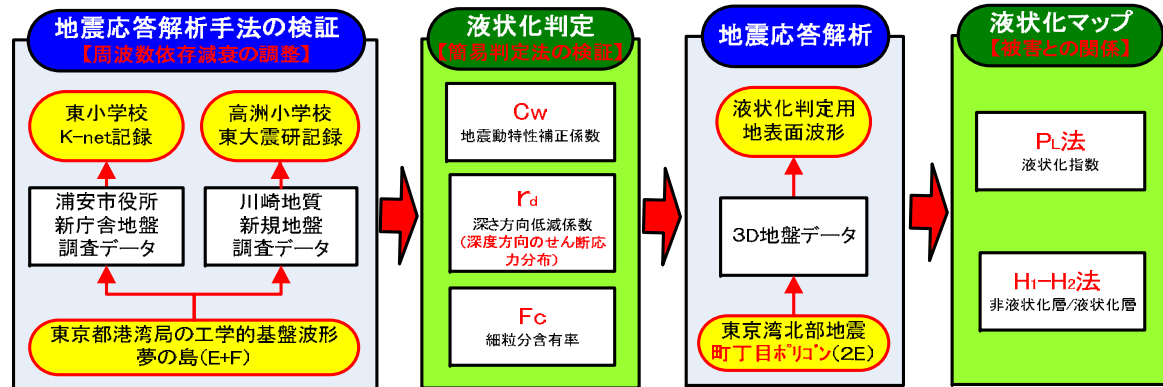 地震応答解析手法の検証
【周波数依存減衰の調整】
東小学校
K-net記録
高洲小学校
東大震研記録
浦安市役所
新庁舎地盤
調査データ
川崎地質
新規地盤
調査データ
東京都港湾局の工学的基盤波形
夢の島(E+F)
液状化判定
【簡易判定法の検証】
Cw
地震動特性補正係数
rd
深さ方向低減係数
(深度方向のせん断応
力分布)
Fc
細粒分含有率
地震応答解析
液状化判定用
地表面波形
3D地盤データ
東京湾北部地震
町丁目ﾎﾟﾘｺﾞﾝ(2E)
液状化マップ
【被害との関係】
PL法
液状化指数
H1-H2法
非液状化層/液状化層